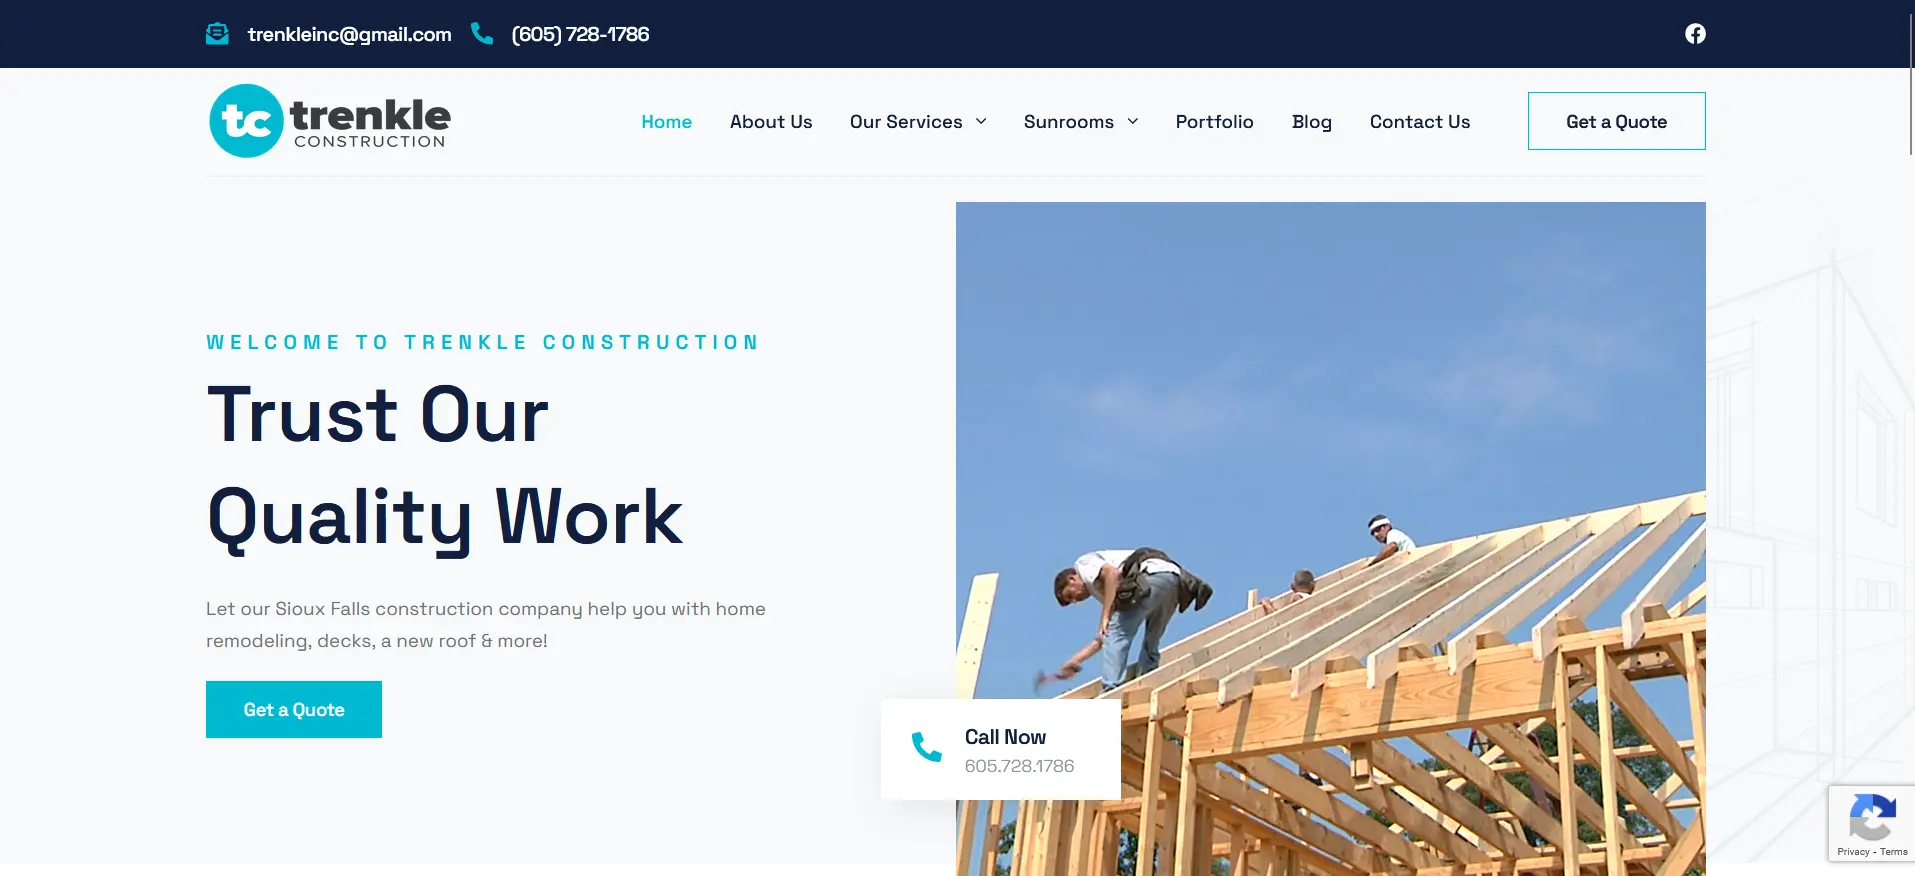 trenkleinc@gmail.com (605) 728-1786
tc trenkle
CONSTRUCTION
Home About Us Our Services Sunrooms Portfolio Blog Contact Us Get a Quote
WELCOME TO TRENKLE CONSTRUCTION
Trust Our
Quality Work
Let our Sioux Falls construction company help you with home
remodeling, decks, a new roof & more!
Get a Quote
Call Now
605.728.1786
Privacy - Terms